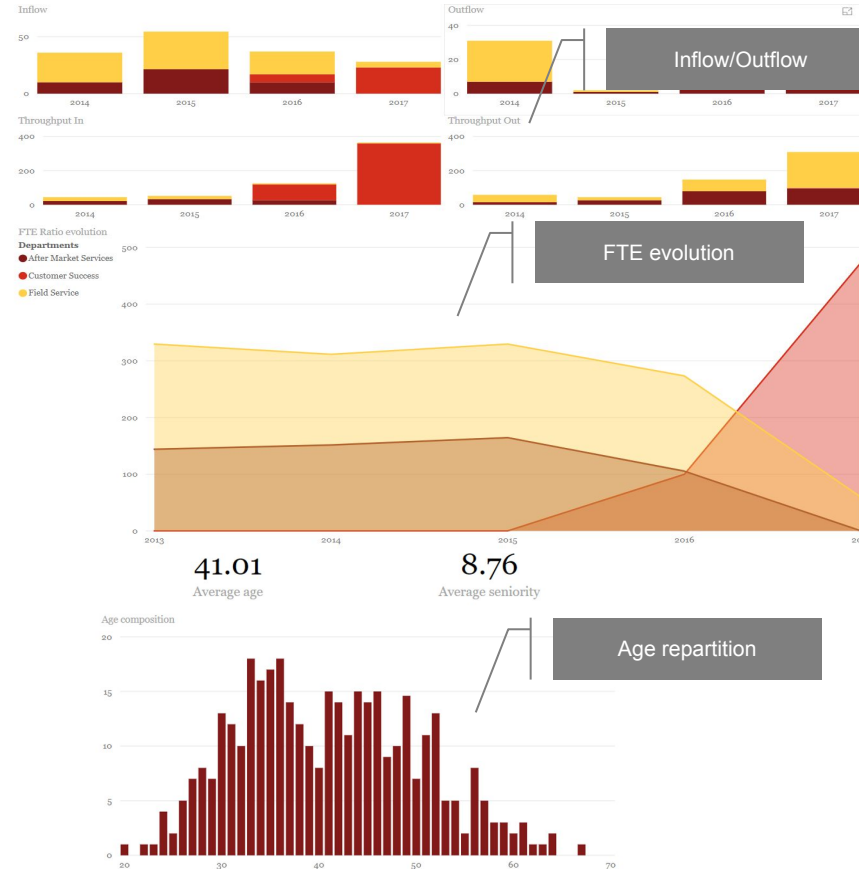 Inflow
50
0
2014 2015 2016 2017
Outflow
40
20
0
2014 2015 2016 2017
Inflow/Outflow
Throughput In
400
200
0
2014 2015 2016 2017
Throughput Out
400
200
0
2014 2015 2016 2017
FTE Ratio evolution
Departments
After Market Services
Customer Success
Field Service
FTE evolution
500
400
300
200
100
0
2013 2014 2015 2016 20
41.01
Average age
8.76
Average seniority
Age composition
Age repartition
20
15
10
5
0
20 30 40 50 60 70